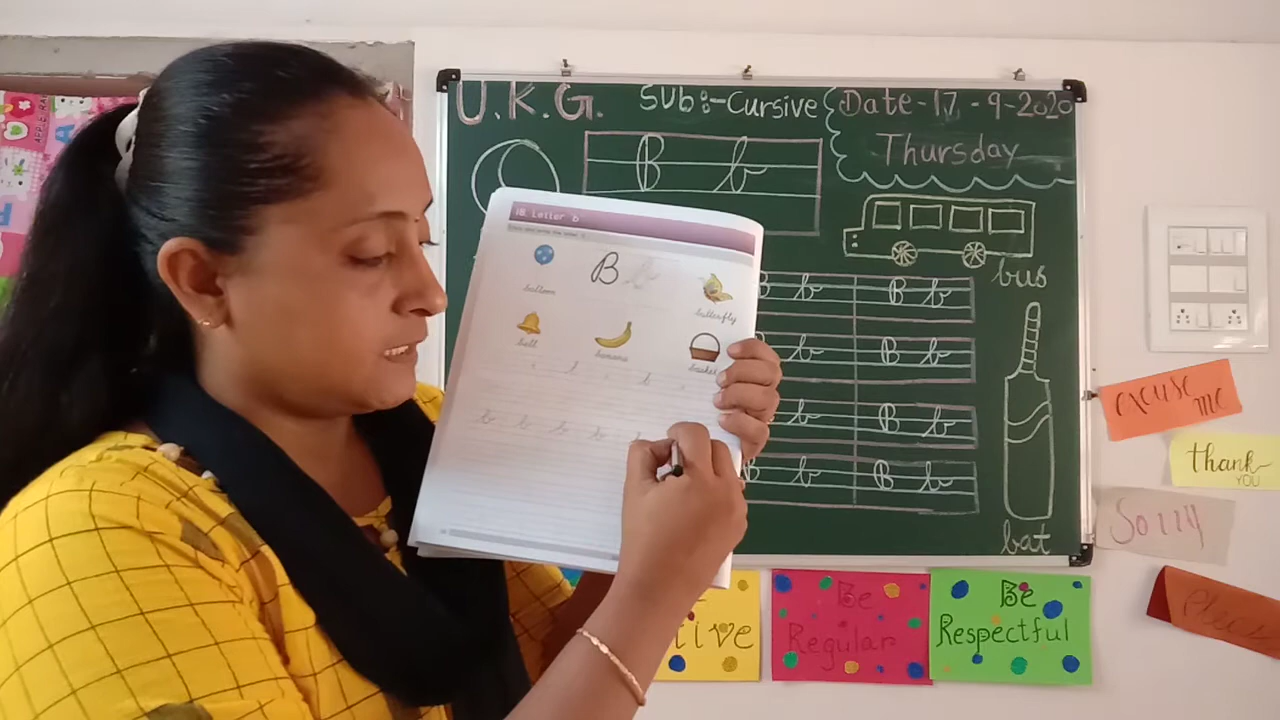 U.K.G.
Sub:-Cursive
Date-17-9-2020
Thursday
B b
bus
B b
b B b
B b
B b
bat
18. Letter b
B b
balloon
butterfly
bell
banana
basket
b
b b b b b
excuse me
thank YOU
Sorry
Be Regular
Be Respectful